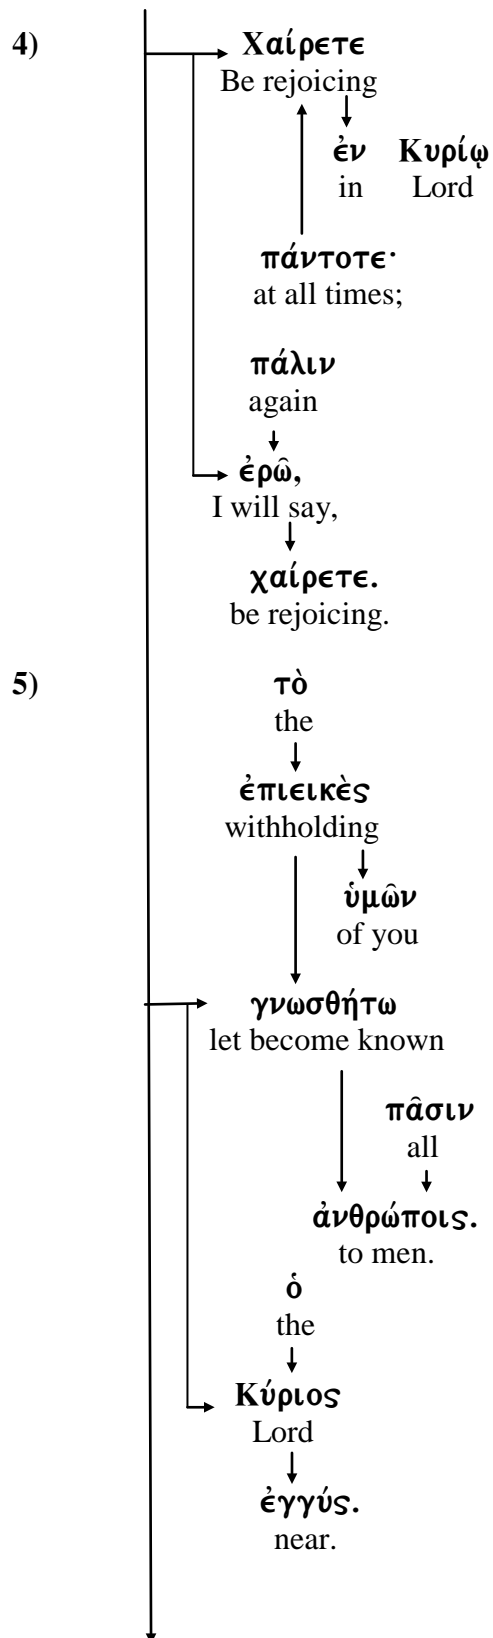 4) Χαίρετε
Be rejoicing
ἐν Κυρίῳ
in Lord
πάντοτε·
at all times;
πάλιν
again
ἐρῶ,
I will say,
χαίρετε.
be rejoicing.
5) τὸ
the
ἐπιεικὲς
withholding
ὑμῶν
of you
γνωσθήτω
let become known
πᾶσιν
all
ἀνθρώποις.
to men.
ὁ
the
Κύριος
Lord
ἐγγύς.
near.